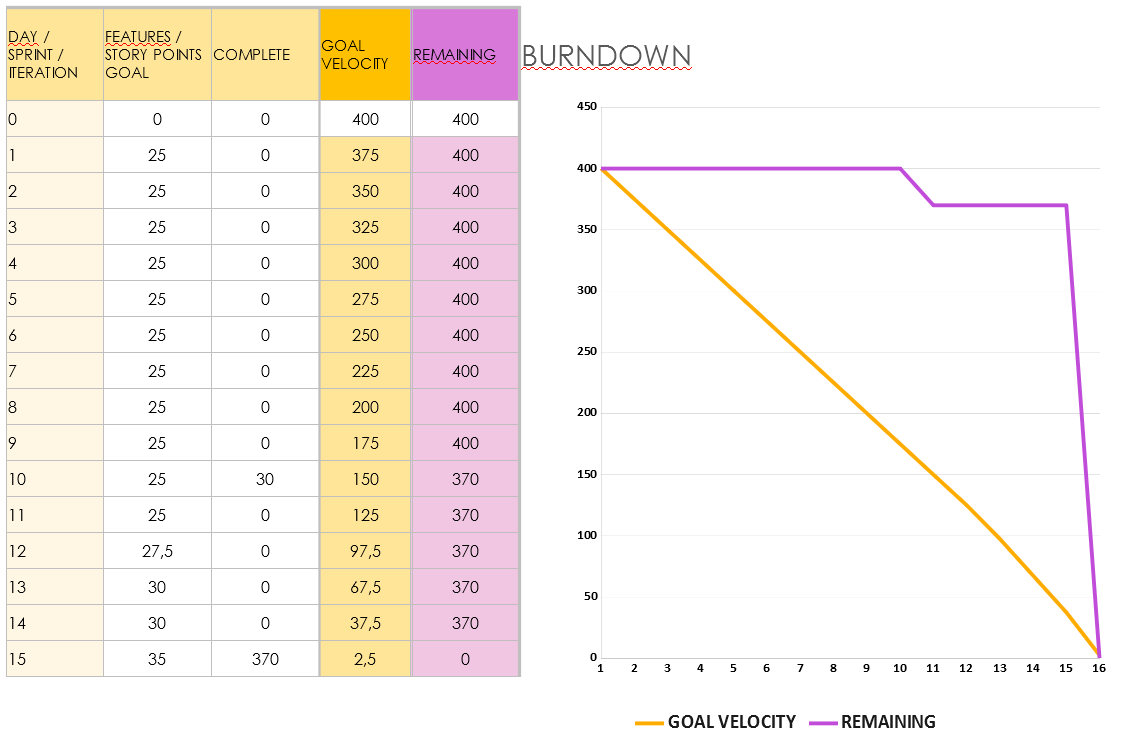 DAY /
SPRINT /
ITERATION
FEATURES /
STORY POINTS
GOAL
COMPLETE
GOAL
VELOCITY
REMAINING
0 0 0 400 400
1 25 0 375 400
2 25 0 350 400
3 25 0 325 400
4 25 0 300 400
5 25 0 275 400
6 25 0 250 400
7 25 0 225 400
8 25 0 200 400
9 25 0 175 400
10 25 30 150 370
11 25 0 125 370
12 27,5 0 97,5 370
13 30 0 67,5 370
14 30 0 37,5 370
15 35 370 2,5 0
BURNDOWN
450
400
350
300
250
200
150
100
50
0
1 2 3 4 5 6 7 8 9 10 11 12 13 14 15 16
GOAL VELOCITY REMAINING